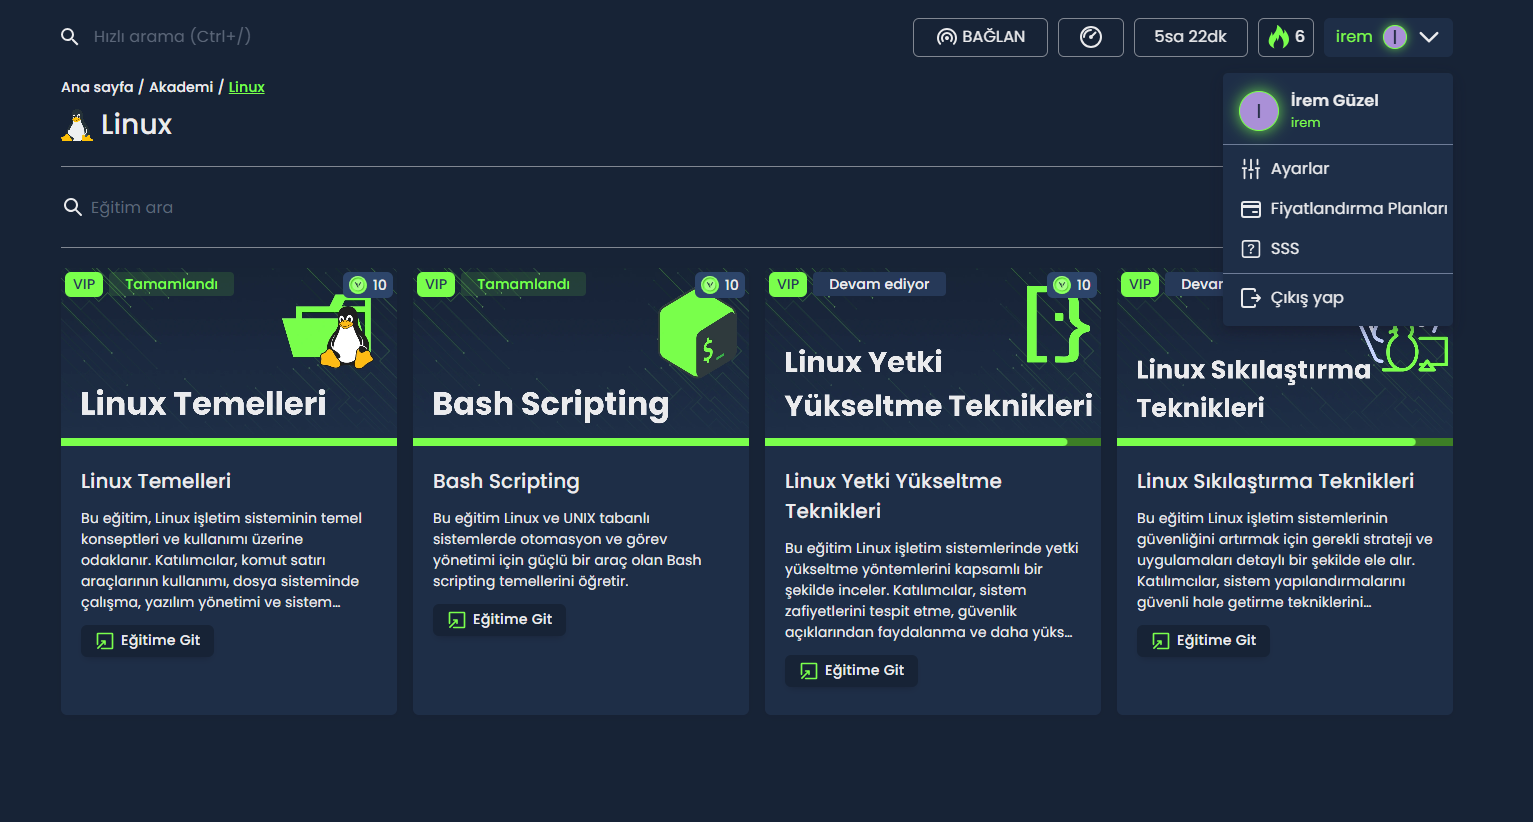 Hızlı arama (Ctrl+/)
BAĞLAN
5sa 22dk
6
irem
I
Ana sayfa / Akademi / Linux
Linux
I
İrem Güzel
irem
Ayarlar
Fiyatlandırma Planları
SSS
Çıkış yap
Eğitim ara
VIP
Tamamlandı
10
Linux Temelleri
Linux Temelleri
Bu eğitim, Linux işletim sisteminin temel
konseptleri ve kullanımı üzerine
odaklanır. Katılımcılar, komut satırı
araçlarının kullanımı, dosya sisteminde
çalışma, yazılım yönetimi ve sistem...
Eğitime Git
VIP
Tamamlandı
10
$_
Bash Scripting
Bash Scripting
Bu eğitim Linux ve UNIX tabanlı
sistemlerde otomasyon ve görev
yönetimi için güçlü bir araç olan Bash
scripting temellerini öğretir.
Eğitime Git
VIP
Devam ediyor
10
[:}
Linux Yetki
Yükseltme Teknikleri
Linux Yetki Yükseltme
Teknikleri
Bu eğitim Linux işletim sistemlerinde yetki
yükseltme yöntemlerini kapsamlı bir
şekilde inceler. Katılımcılar, sistem
zafiyetlerini tespit etme, güvenlik
açıklarından faydalanma ve daha yüks...
Eğitime Git
VIP
Devar
Linux Sıkılaştırma
Teknikleri
Linux Sıkılaştırma Teknikleri
Bu eğitim Linux işletim sistemlerinin
güvenliğini artırmak için gerekli strateji ve
uygulamaları detaylı bir şekilde ele alır.
Katılımcılar, sistem yapılandırmalarını
güvenli hale getirme tekniklerini...
Eğitime Git